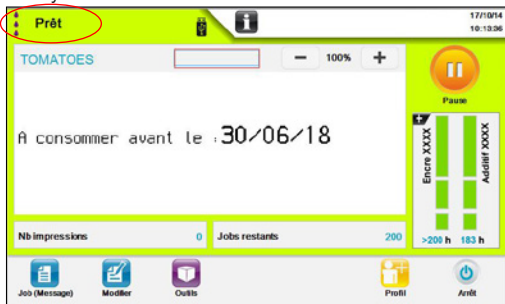 Prêt
17/10/14
10:13:06
TOMATOES
100%
Pause
A consommer avant le : 30/06/18
Encre XXXX
Additif XXXX
Nb impressions 0
Jobs restants 200
>200 h 183 h
Job (Message)
Modifier
Outils
Profil
Arrêt